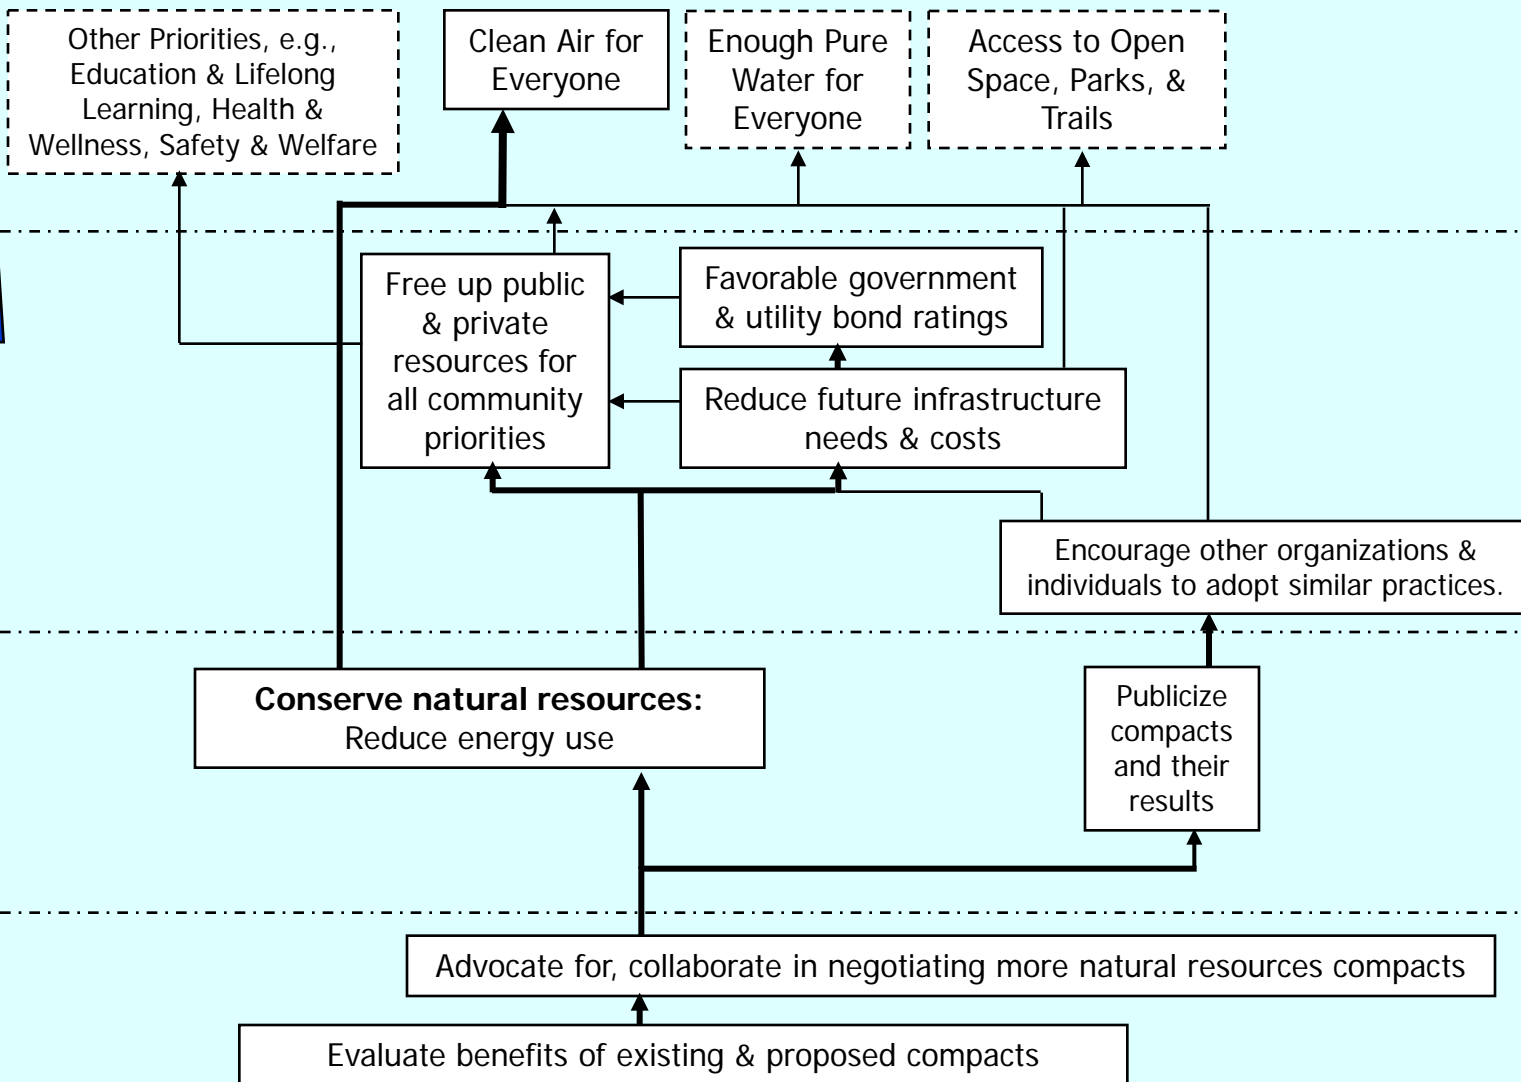 Other Priorities, e.g.,
Education & Lifelong
Learning, Health &
Wellness, Safety & Welfare
Clean Air for
Everyone
Enough Pure
Water for
Everyone
Access to Open
Space, Parks, &
Trails
Free up public
& private
resources for
all community
priorities
Favorable government
& utility bond ratings
Reduce future infrastructure
needs & costs
Encourage other organizations &
individuals to adopt similar practices.
Conserve natural resources:
Reduce energy use
Publicize
compacts
and their
results
Advocate for, collaborate in negotiating more natural resources compacts
Evaluate benefits of existing & proposed compacts